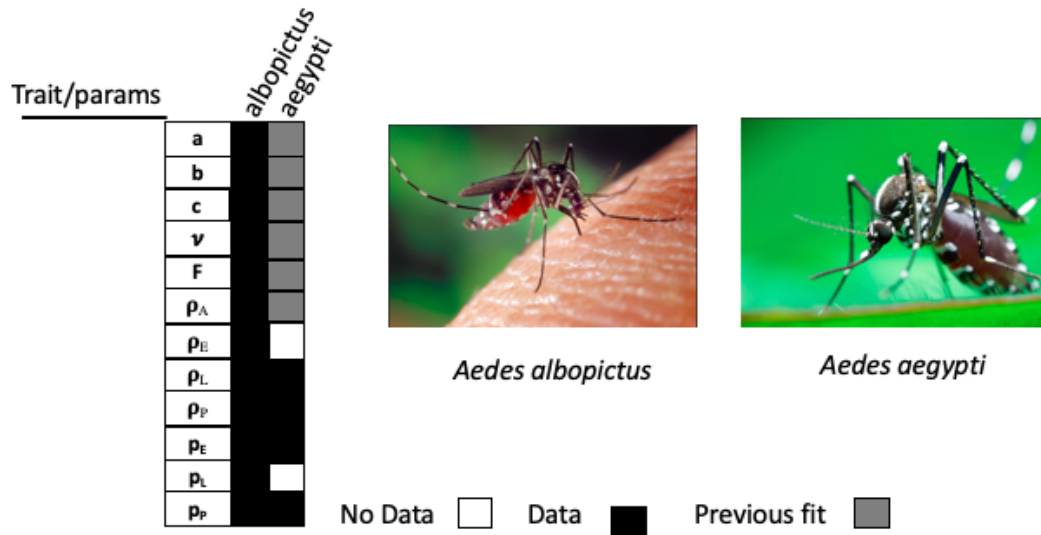 albopictus
aegypti
Trait/params
a
b
c
ν
F
ρA
ρE
ρL
ρP
pE
pL
pP
Aedes albopictus
Aedes aegypti
No Data
Data
Previous fit